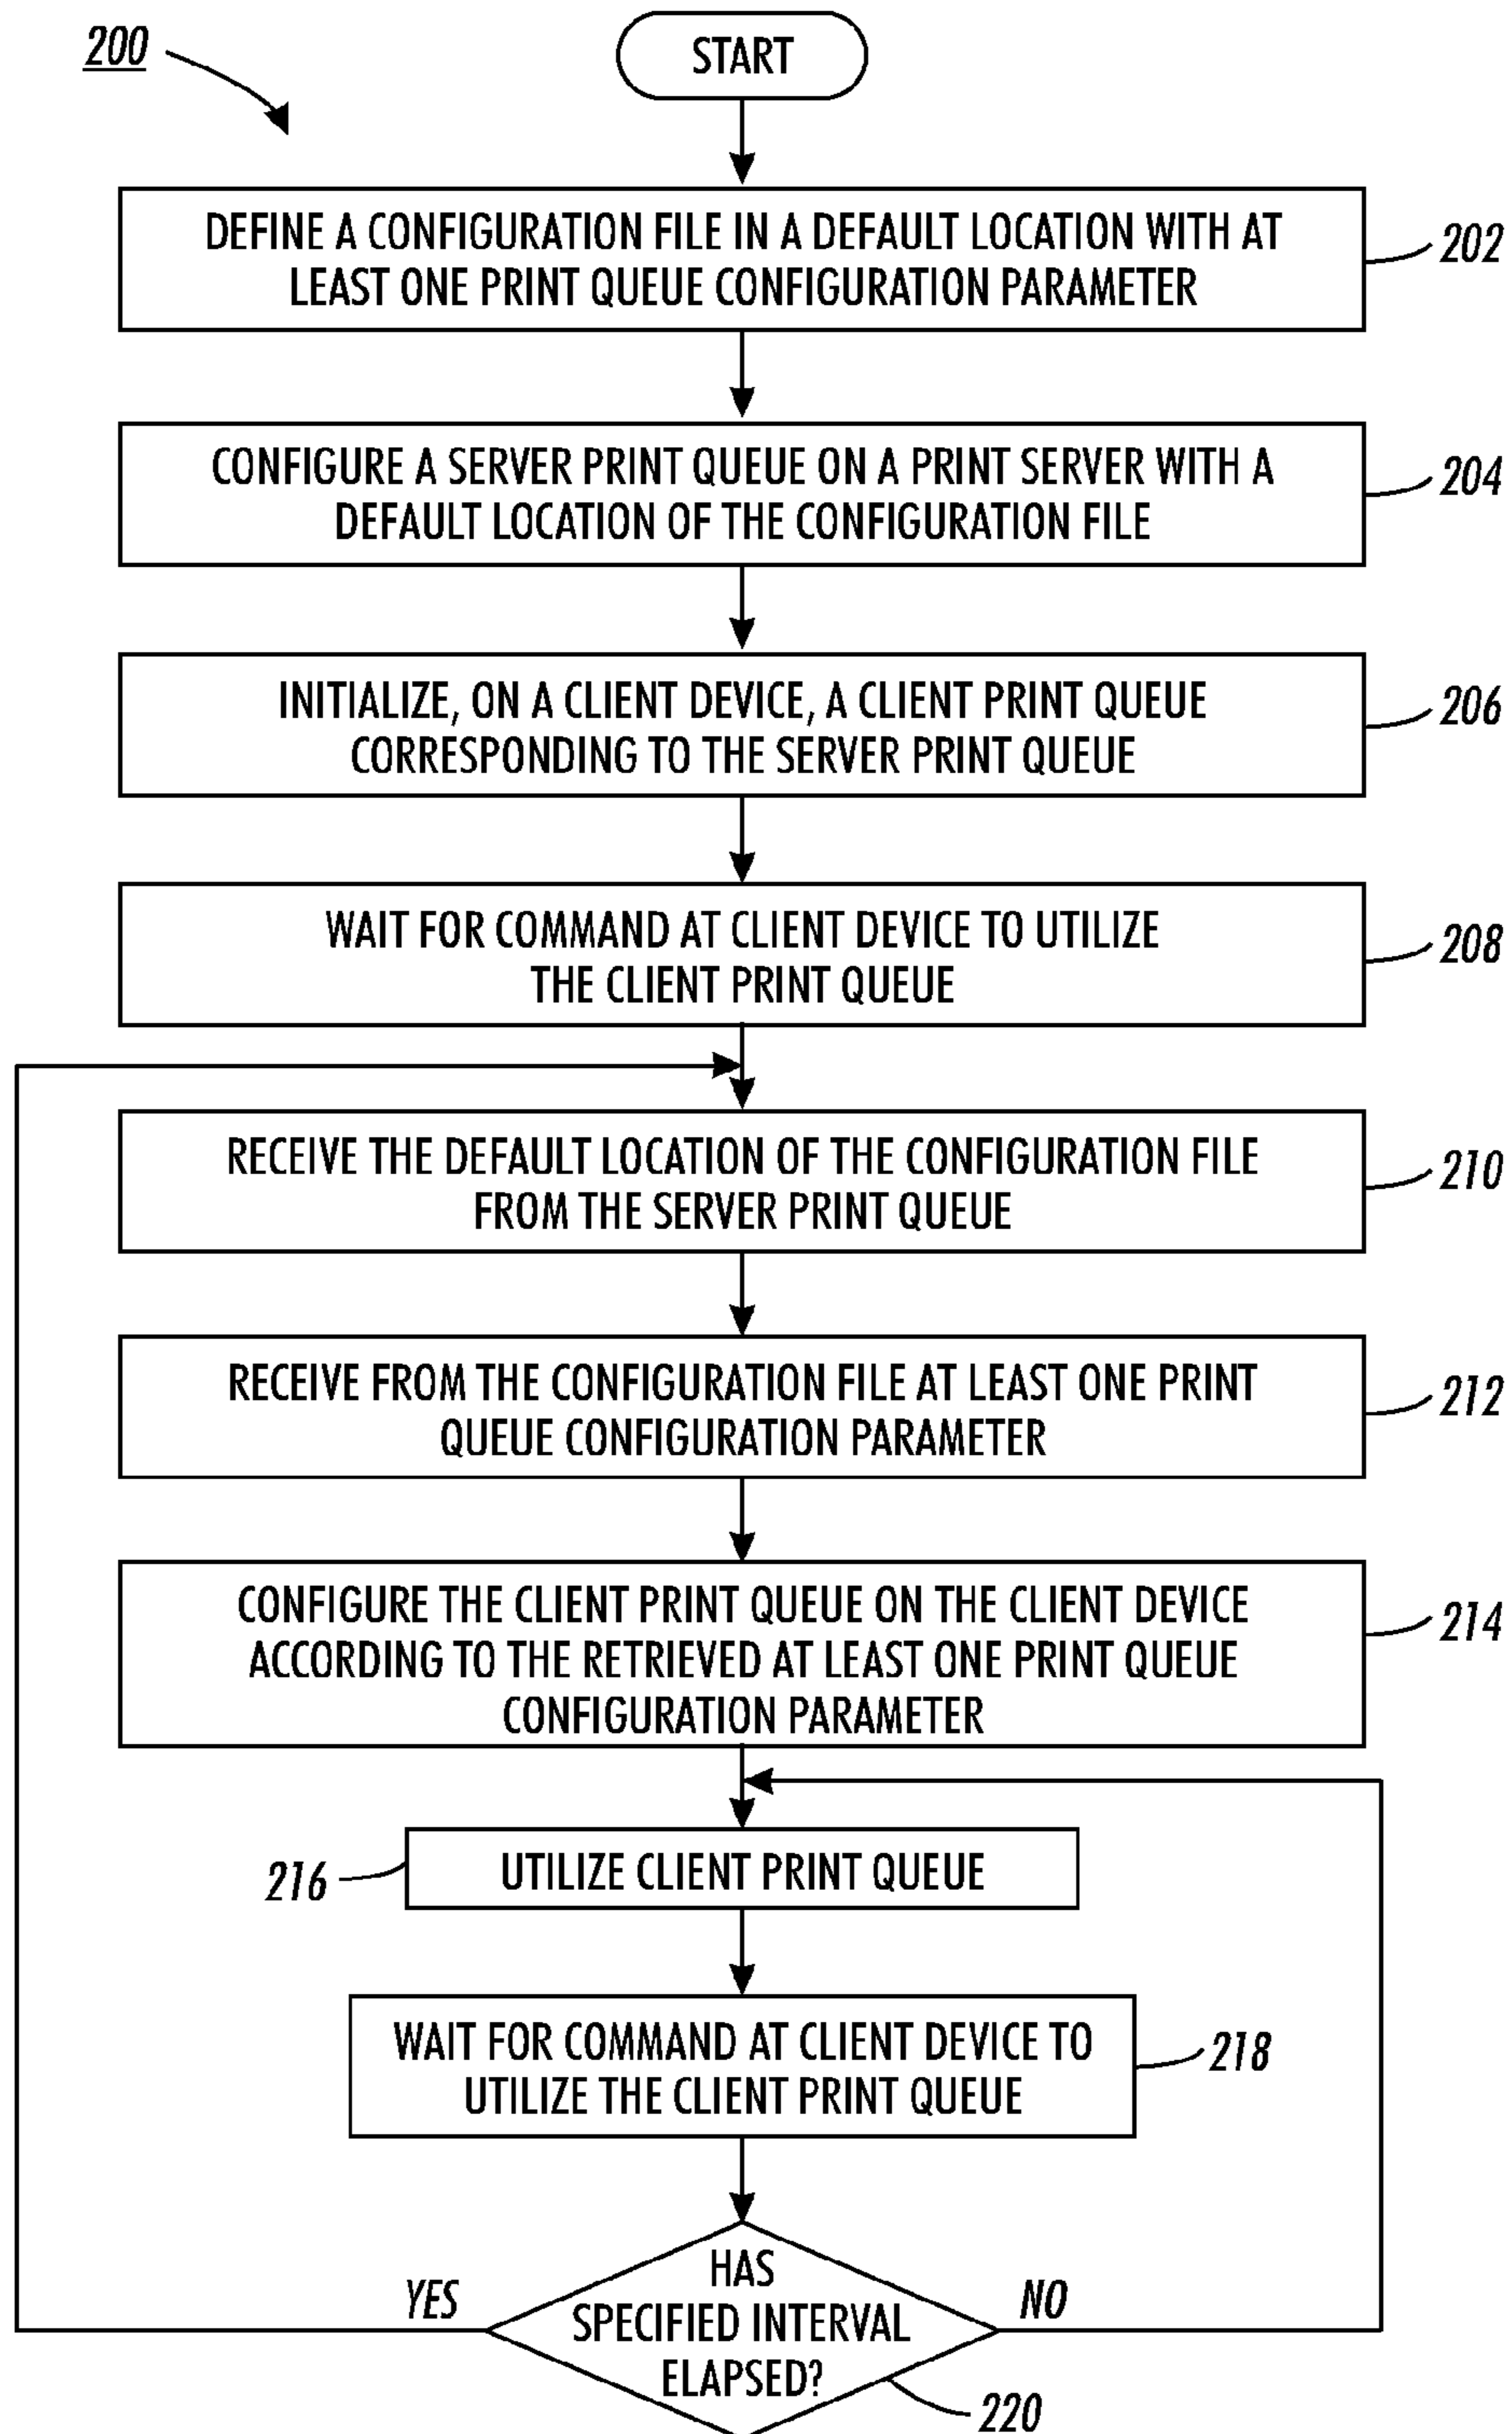 200
START
DEFINE A CONFIGURATION FILE IN A DEFAULT LOCATION WITH AT
LEAST ONE PRINT QUEUE CONFIGURATION PARAMETER
202
CONFIGURE A SERVER PRINT QUEUE ON A PRINT SERVER WITH A
DEFAULT LOCATION OF THE CONFIGURATION FILE
204
INITIALIZE, ON A CLIENT DEVICE, A CLIENT PRINT QUEUE
CORRESPONDING TO THE SERVER PRINT QUEUE
206
WAIT FOR COMMAND AT CLIENT DEVICE TO UTILIZE
THE CLIENT PRINT QUEUE
208
RECEIVE THE DEFAULT LOCATION OF THE CONFIGURATION FILE
FROM THE SERVER PRINT QUEUE
210
RECEIVE FROM THE CONFIGURATION FILE AT LEAST ONE PRINT
QUEUE CONFIGURATION PARAMETER
212
CONFIGURE THE CLIENT PRINT QUEUE ON THE CLIENT DEVICE
ACCORDING TO THE RETRIEVED AT LEAST ONE PRINT QUEUE
CONFIGURATION PARAMETER
214
216
UTILIZE CLIENT PRINT QUEUE
WAIT FOR COMMAND AT CLIENT DEVICE TO
UTILIZE THE CLIENT PRINT QUEUE
218
YES
HAS
SPECIFIED INTERVAL
ELAPSED?
NO
220